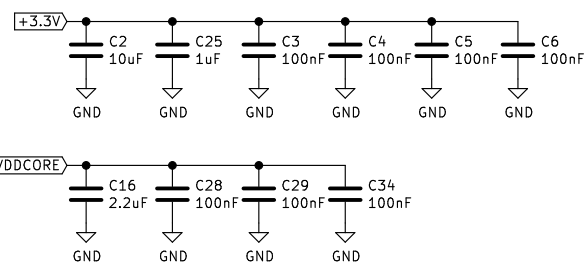 +3.3V
C2 C25 C3 C4 C5 C6
10uF 1uF 100nF 100nF 100nF 100nF
GND GND GND GND GND GND
VDDCORE
C16 C28 C29 C34
2.2uF 100nF 100nF 100nF
GND GND GND GND